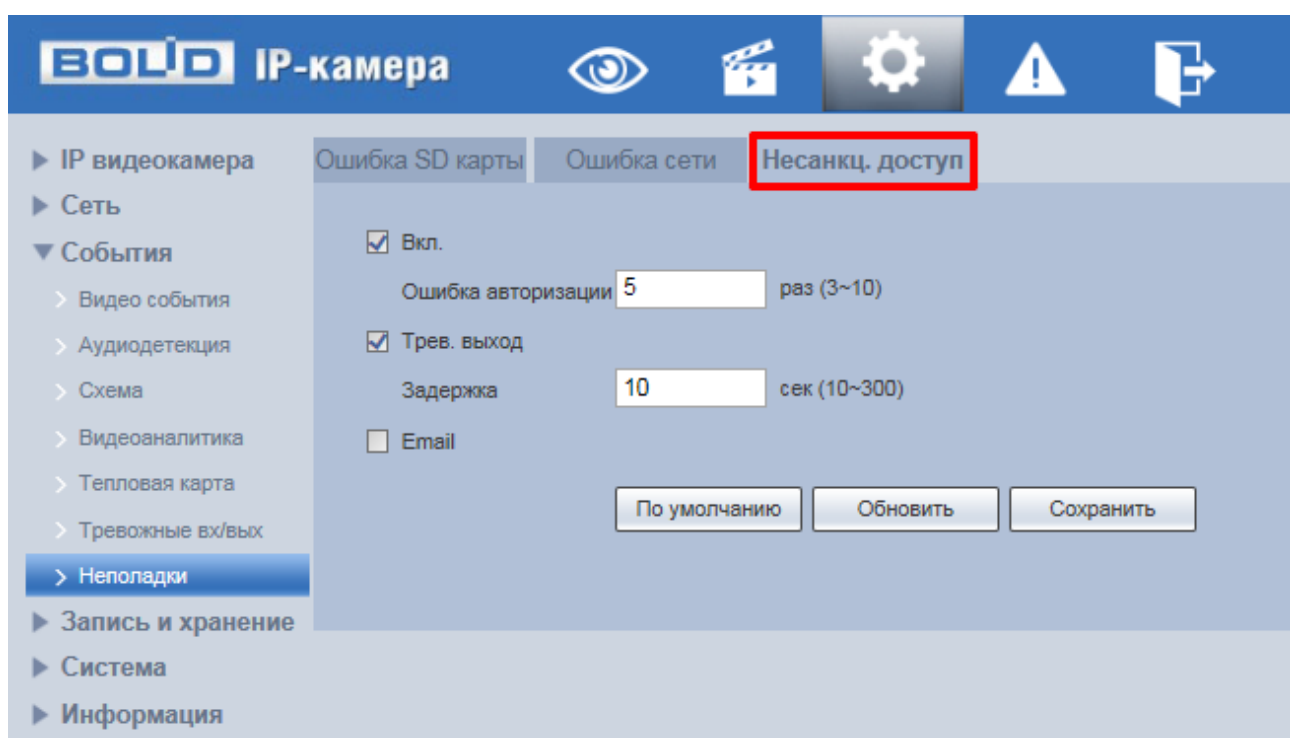 BOLID IP-камера
IP видеокамера
Сеть
События
Видео события
Аудиодетекция
Схема
Видеоаналитика
Тепловая карта
Тревожные вх/вых
Неполадки
Запись и хранение
Система
Информация
Ошибка SD карты Ошибка сети Несанкц. доступ
Вкл.
Ошибка авторизации 5 раз (3~10)
Трев. выход
Задержка 10 сек (10~300)
Email
По умолчанию Обновить Сохранить